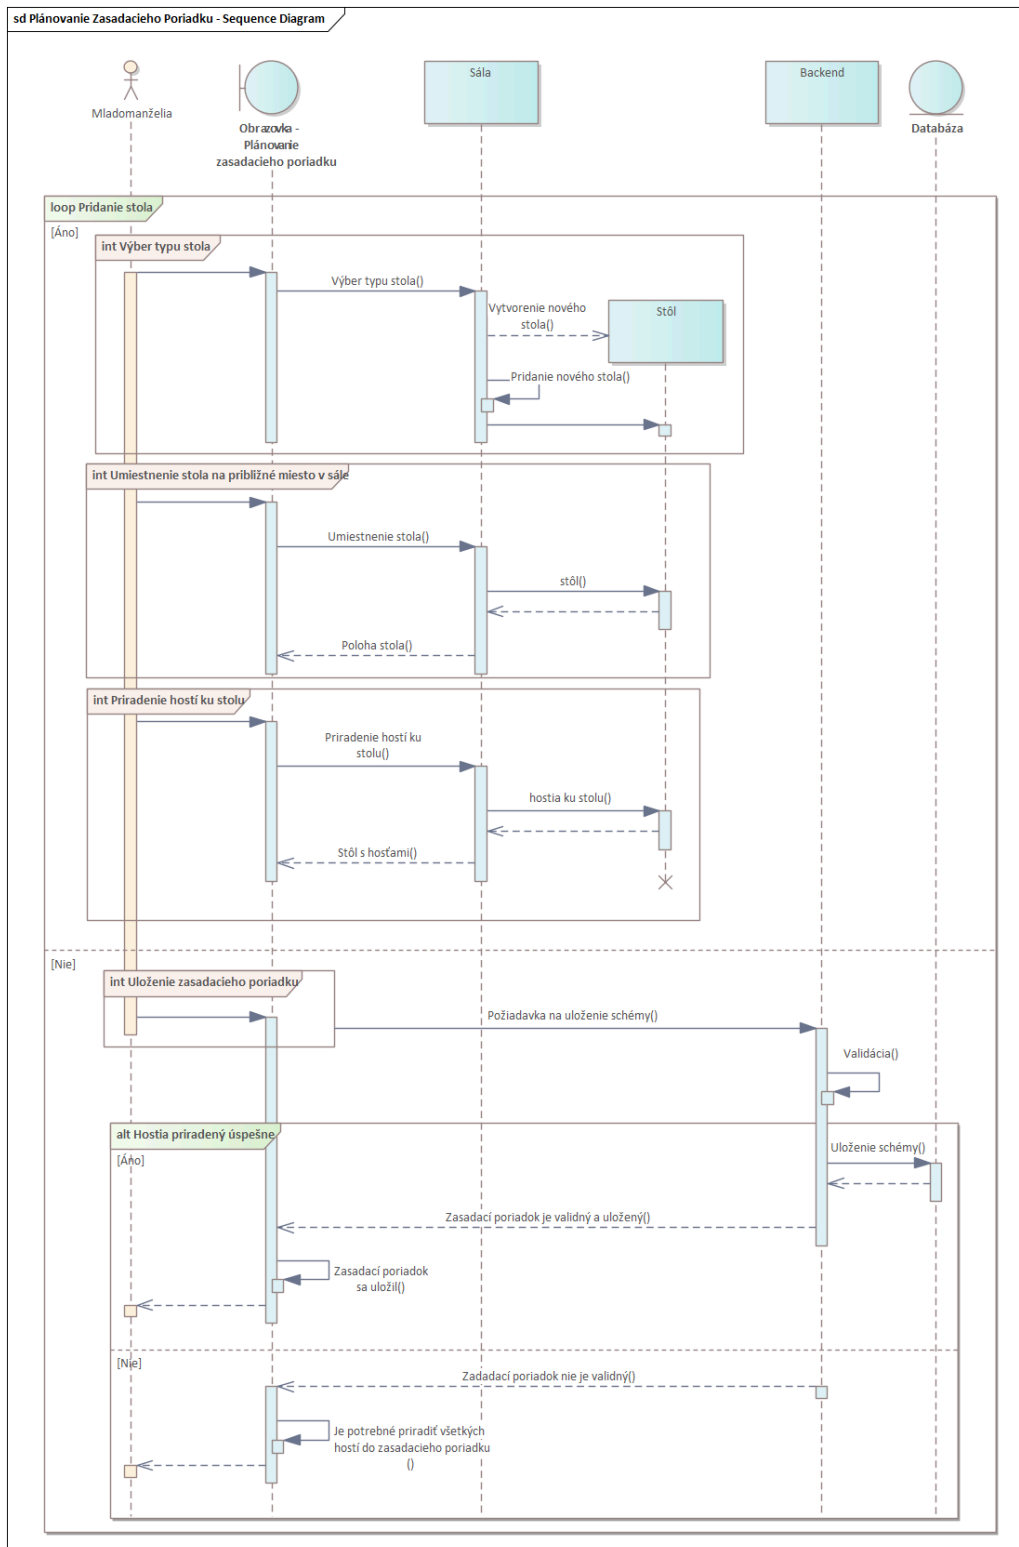 sd Plánovanie Zasadacieho Poriadku - Sequence Diagram
Mladomanželia
Obrazovka -
Plánovanie
zasadacieho poriadku
Sála
Backend
Databáza
loop Pridanie stola
[Áno]
int Výber typu stola
Výber typu stola()
Vytvorenie nového
stola()
Stôl
Pridanie nového stola()
int Umiestnenie stola na približné miesto v sále
Umiestnenie stola()
stôl()
Poloha stola()
int Priradenie hostí ku stolu
Priradenie hostí ku
stolu()
hostia ku stolu()
Stôl s hosťami()
[Nie]
int Uloženie zasadacieho poriadku
Požiadavka na uloženie schémy()
Validácia()
alt Hostia priradený úspešne
[Áno]
Uloženie schémy()
Zasadací poriadok je validný a uložený()
Zasadací poriadok
sa uložil()
[Nie]
Zadadací poriadok nie je validný()
Je potrebné priradiť všetkých
hostí do zasadacieho poriadku
()